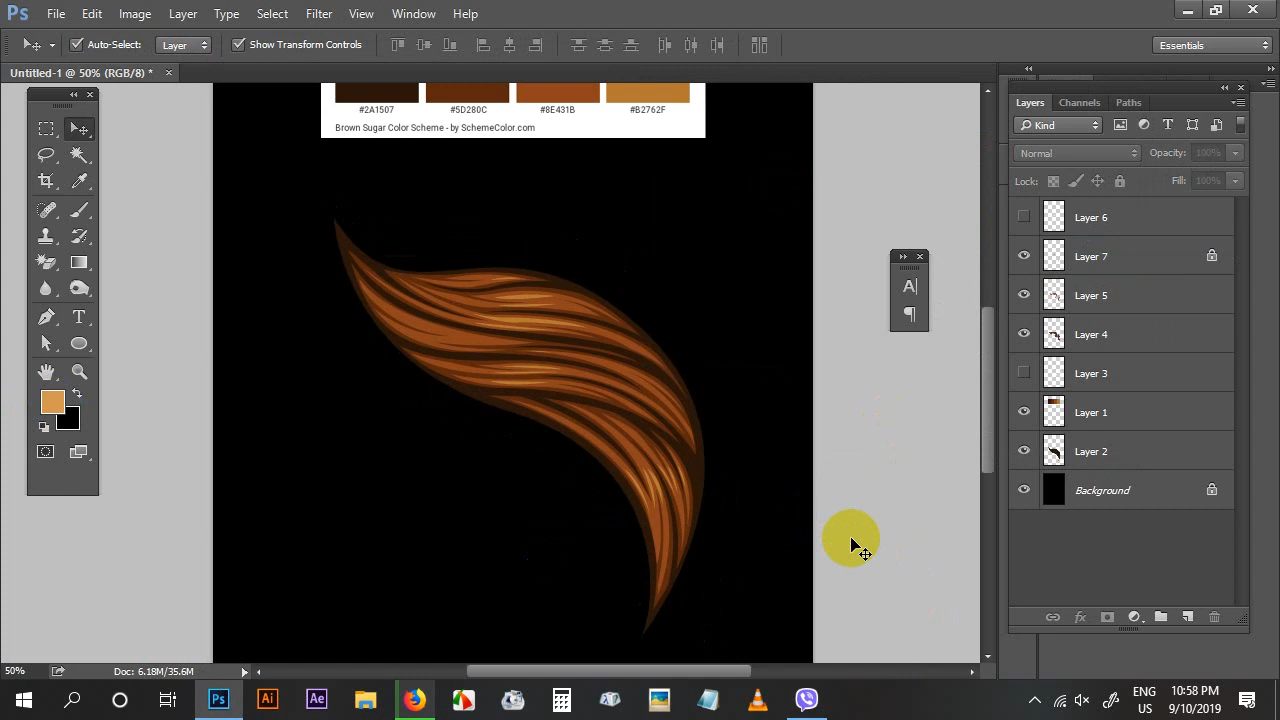 Ps File Edit Image Layer Type Select Filter View Window Help
Auto-Select: Layer Show Transform Controls Essentials
Untitled-1 @ 50% (RGB/8) *
#2A1507 #5D280C #8E431B #B2762F
Brown Sugar Color Scheme - by SchemeColor.com
Layers Channels Paths
Kind
Normal Opacity: 100%
Lock: Fill: 100%
Layer 6
Layer 7
Layer 5
Layer 4
Layer 3
Layer 1
Layer 2
Background
50% Doc: 6.18M/35.6M
Ps Ai Ae
ENG
US
10:58 PM
9/10/2019